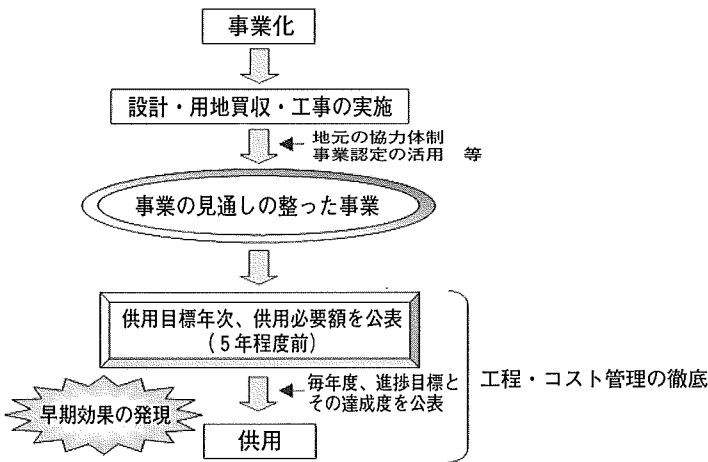 事業化
設計・用地買収・工事の実施
地元の協力体制
事業認定の活用 等
事業の見通しの整った事業
供用目標年次、供用必要額を公表
(5年程度前)
毎年度、進捗目標と
その達成度を公表
工程・コスト管理の徹底
早期効果の発現
供用